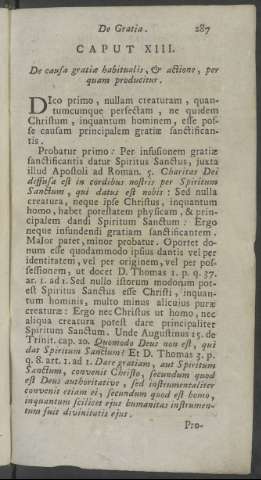 De Gratia. 287
CAPUT XIII.
De causa gratiæ habitualis, & actione, per
quam producitur.
DIco primo, nullam creaturam, quan-
tumcumque perfectam, ne quidem
Christum, inquantum hominem, esse pos-
se causam principalem gratiæ sanctifican-
tis.
Probatur primo: Per infusionem gratiæ
sanctificantis datur Spiritus Sanctus, juxta
illud Apostoli ad Roman. 5. Charitas Dei
diffusa est in cordibus nostris per Spiritum
Sanctum, qui datus est nobis: Sed nulla
creatura, neque ipse Christus, inquantum
homo, habet potestatem physicam, & prin-
cipalem dandi Spiritum Sanctum: Ergo
neque infundendi gratiam sanctificantem.
Major patet, minor probatur. Oportet do-
num esse quodammodo ipsius dantis vel per
identitatem, vel per originem, vel per pos-
sessionem, ut docet D. Thomas 1. p. q. 37.
ar. 1. ad 1. Sed nullo istorum modorum pot-
est Spiritus Sanctus esse Christi, inquan-
tum hominis, multo minus alicujus puræ
creaturæ: Ergo nec Christus ut homo, nec
aliqua creatura potest dare principaliter
Spiritum Sanctum. Unde Augustinus 15. de
Trinit. cap. 20. Quomodo Deus non est, qui
dat Spiritum Sanctum? Et D. Thomas 3. p.
q. 8. art. 1. ad 1. Dare gratiam, aut Spiritum
Sanctum, convenit Christo, secundum quod
est Deus authoritative, sed instrumentaliter
convenit etiam ei, secundum quod est homo,
inquantum scilicet ejus humanitas instrumen-
tum fuit divinitatis ejus.
Pro-